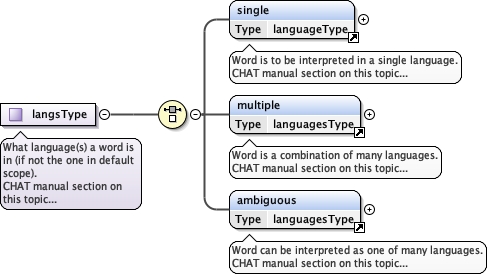 single
Type languageType
Word is to be interpreted in a single language.
CHAT manual section on this topic...
langsType
What language(s) a word is
in (if not the one in default
scope).
CHAT manual section on
this topic...
multiple
Type languagesType
Word is a combination of many languages.
CHAT manual section on this topic...
ambiguous
Type languagesType
Word can be interpreted as one of many languages.
CHAT manual section on this topic...